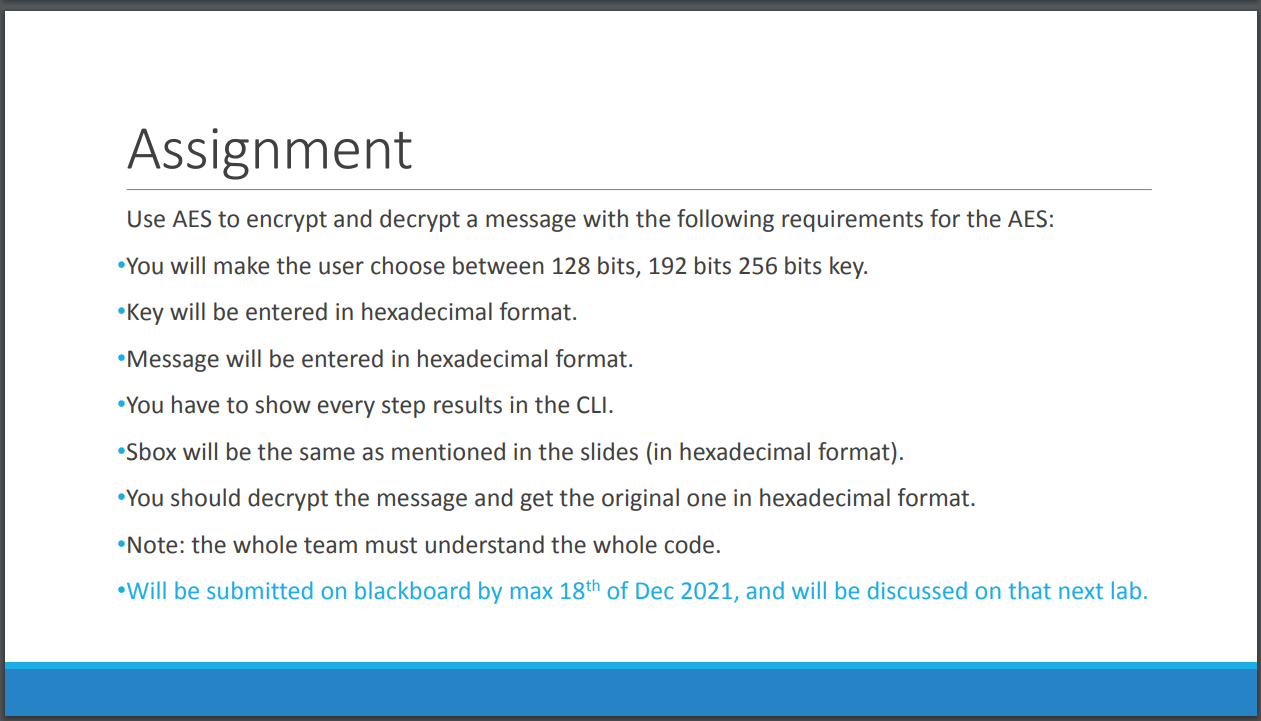 Assignment
Use AES to encrypt and decrypt a message with the following requirements for the AES:
•You will make the user choose between 128 bits, 192 bits 256 bits key.
•Key will be entered in hexadecimal format.
•Message will be entered in hexadecimal format.
•You have to show every step results in the CLI.
•Sbox will be the same as mentioned in the slides (in hexadecimal format).
•You should decrypt the message and get the original one in hexadecimal format.
•Note: the whole team must understand the whole code.
•Will be submitted on blackboard by max 18th of Dec 2021, and will be discussed on that next lab.